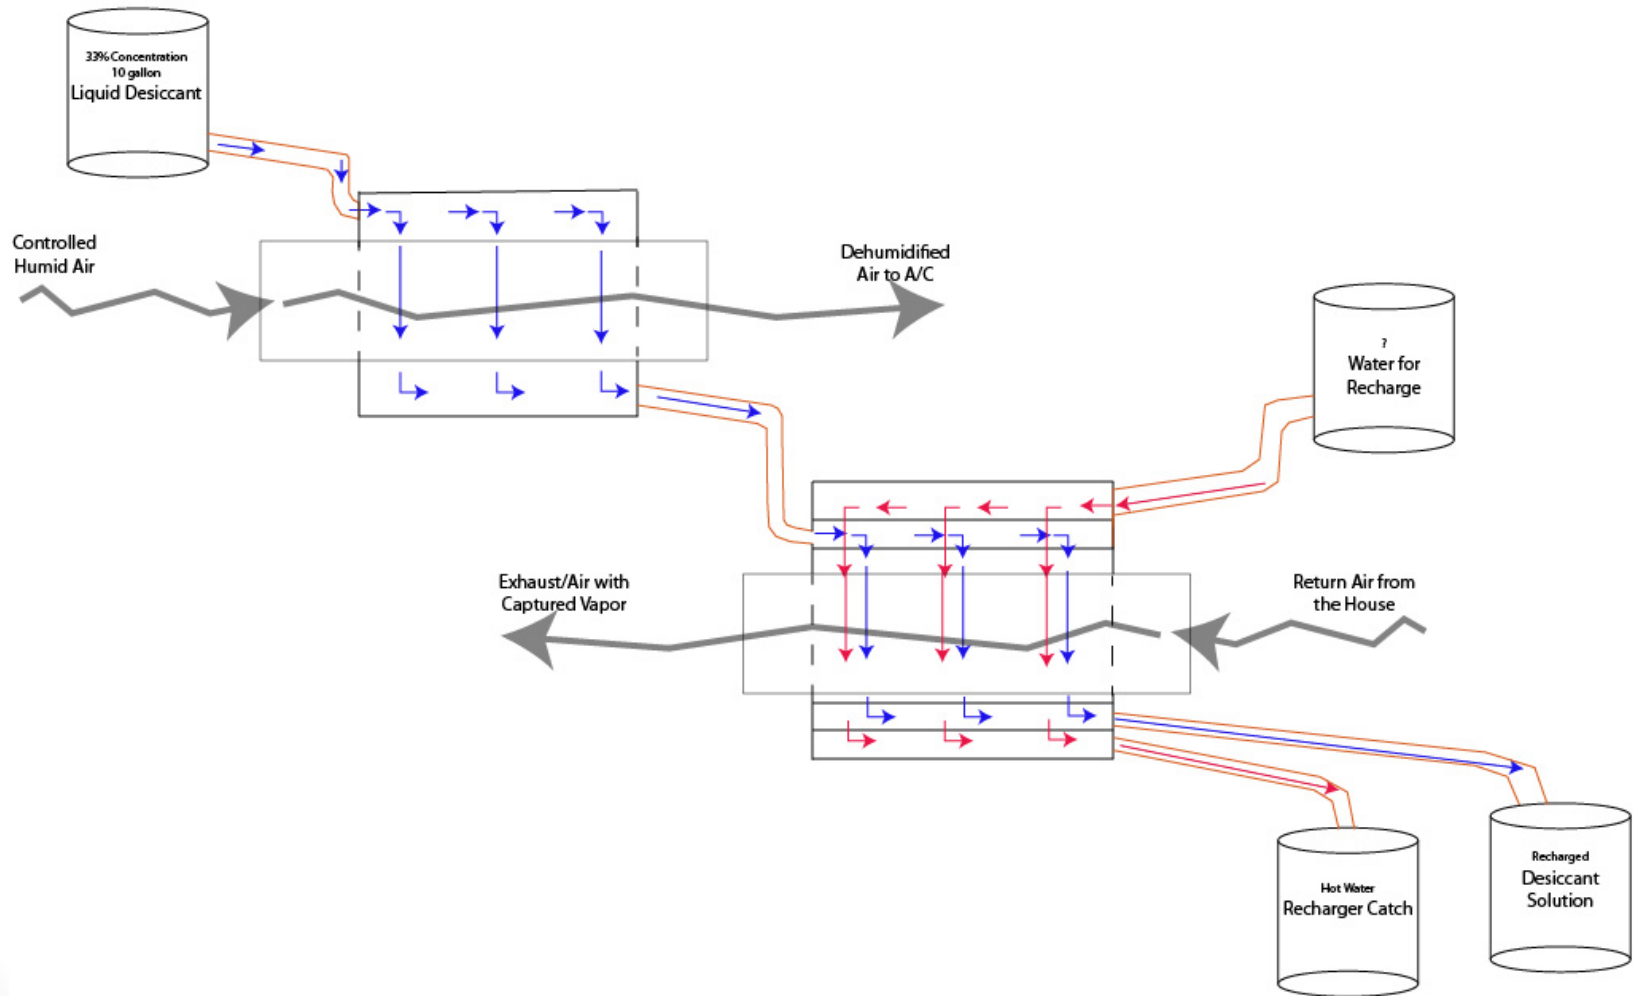 33% Concentration
10 gallon
Liquid Desiccant
Controlled
Humid Air
Dehumidified
Air to A/C
?
Water for
Recharge
Exhaust/Air with
Captured Vapor
Return Air from
the House
Hot Water
Recharger Catch
Recharged
Desiccant
Solution